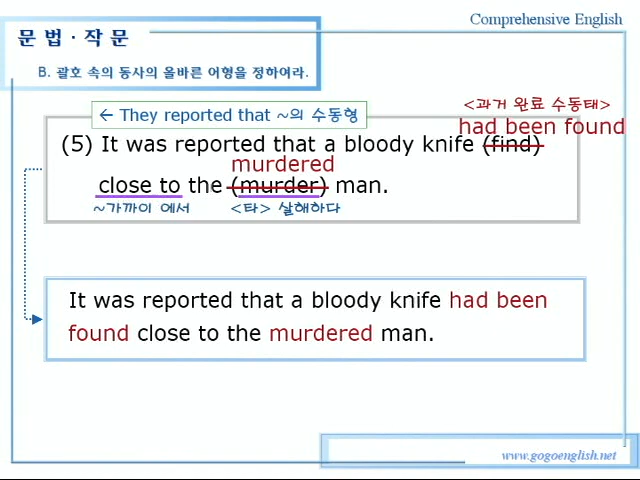 Comprehensive English
문 법 · 작 문
B. 괄호 속의 동사의 올바른 어형을 정하여라.
<과거 완료 수동태>
← They reported that ~의 수동형
had been found
(5) It was reported that a bloody knife (find)
murdered
close to the (murder) man.
~가까이 에서 <타> 살해하다
It was reported that a bloody knife had been
found close to the murdered man.
www.gogoenglish.net